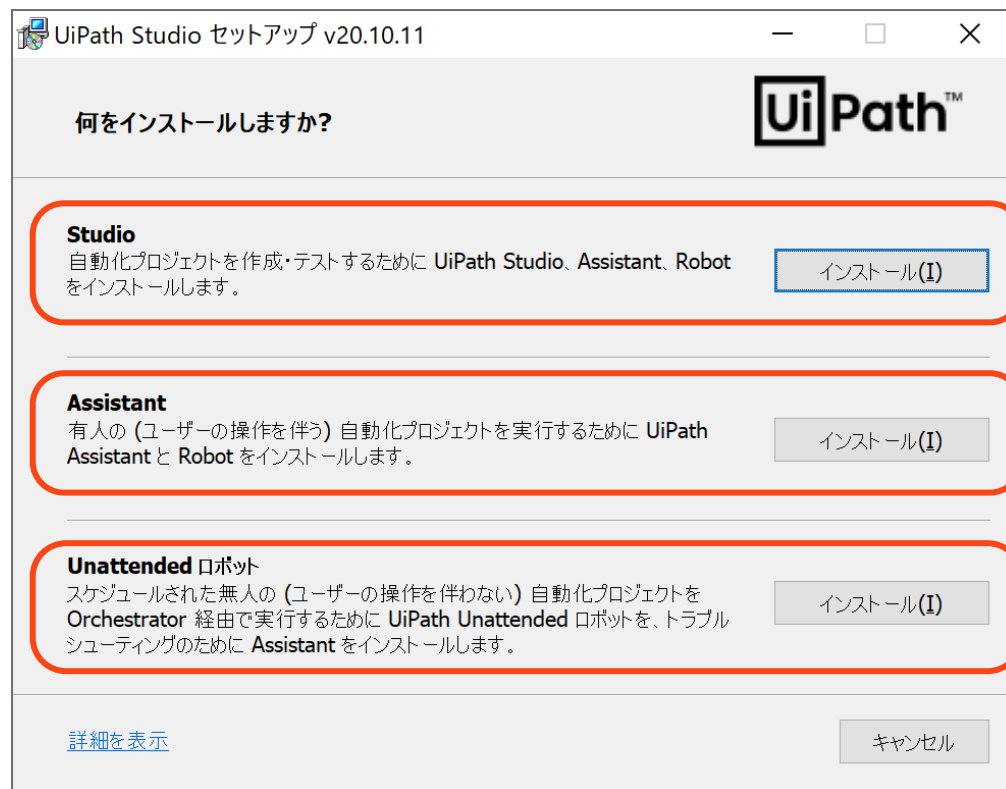 UiPath Studio セットアップ v20.10.11
何をインストールしますか?
UiPath™
Studio
自動化プロジェクトを作成・テストするために UiPath Studio、Assistant、Robot
をインストールします。
インストール(I)
Assistant
有人の (ユーザーの操作を伴う) 自動化プロジェクトを実行するために UiPath
Assistant と Robot をインストールします。
インストール(I)
Unattended ロボット
スケジュールされた無人の (ユーザーの操作を伴わない) 自動化プロジェクトを
Orchestrator 経由で実行するために UiPath Unattended ロボットを、トラブル
シューティングのために Assistant をインストールします。
インストール(I)
詳細を表示
キャンセル